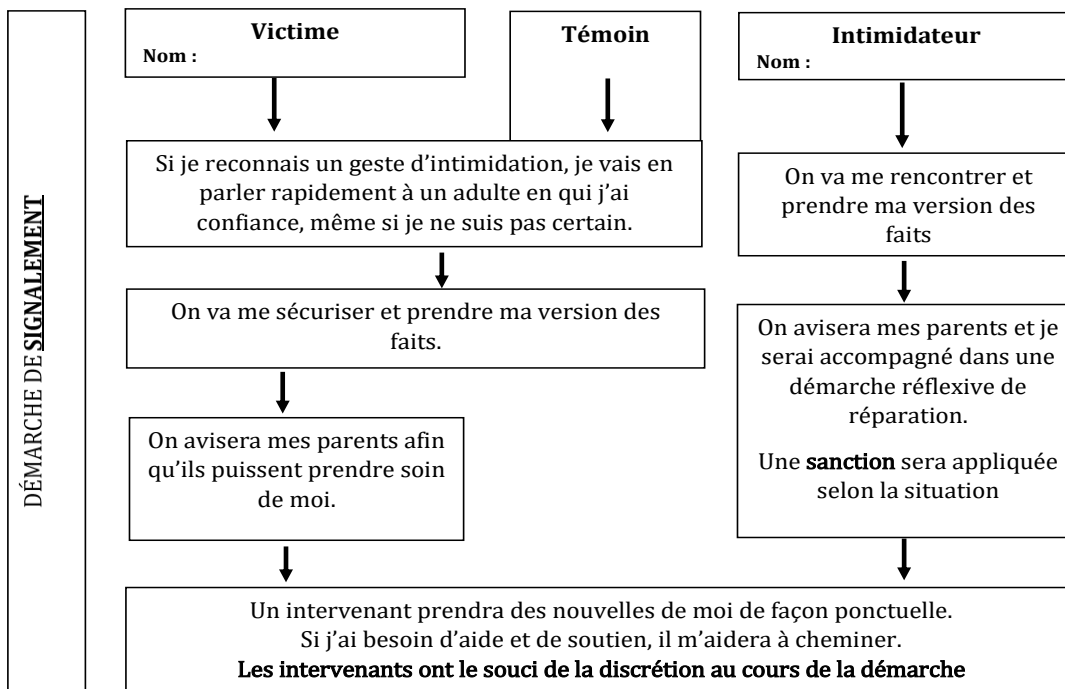 DÉMARCHE DE SIGNALEMENT
Victime
Nom :
Témoin
Intimidateur
Nom :
Si je reconnais un geste d'intimidation, je vais en
parler rapidement à un adulte en qui j'ai
confiance, même si je ne suis pas certain.
On va me rencontrer et
prendre ma version des
faits
On va me sécuriser et prendre ma version des
faits.
On avisera mes parents et je
serai accompagné dans une
démarche réflexive de
réparation.
Une sanction sera appliquée
selon la situation
On avisera mes parents afin
qu'ils puissent prendre soin
de moi.
Un intervenant prendra des nouvelles de moi de façon ponctuelle.
Si j'ai besoin d'aide et de soutien, il m'aidera à cheminer.
Les intervenants ont le souci de la discrétion au cours de la démarche